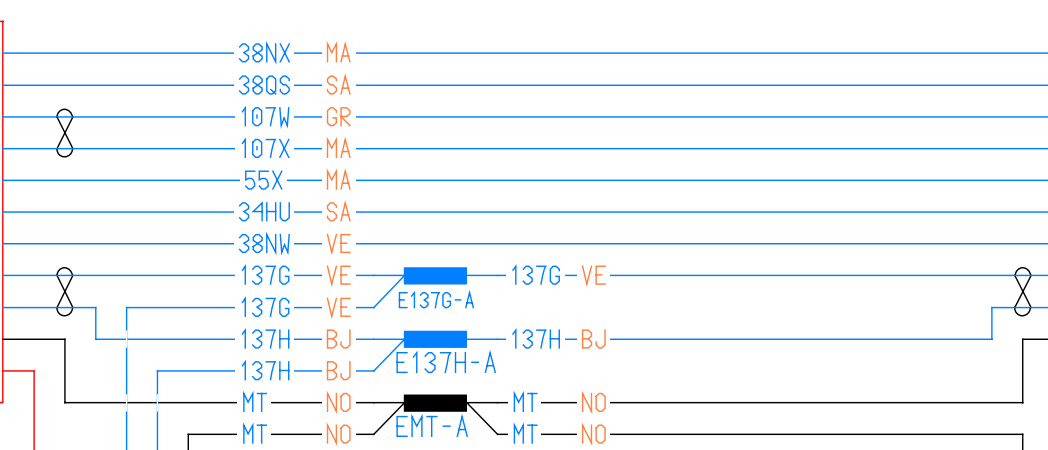 38NX MA
38QS SA
107W GR
107X MA
55X MA
34HU SA
38NW VE
137G VE 137G VE
E137G-A
137G VE
137H BJ 137H BJ
E137H-A
137H BJ
MT NO MT NO
EMT-A
MT NO MT NO